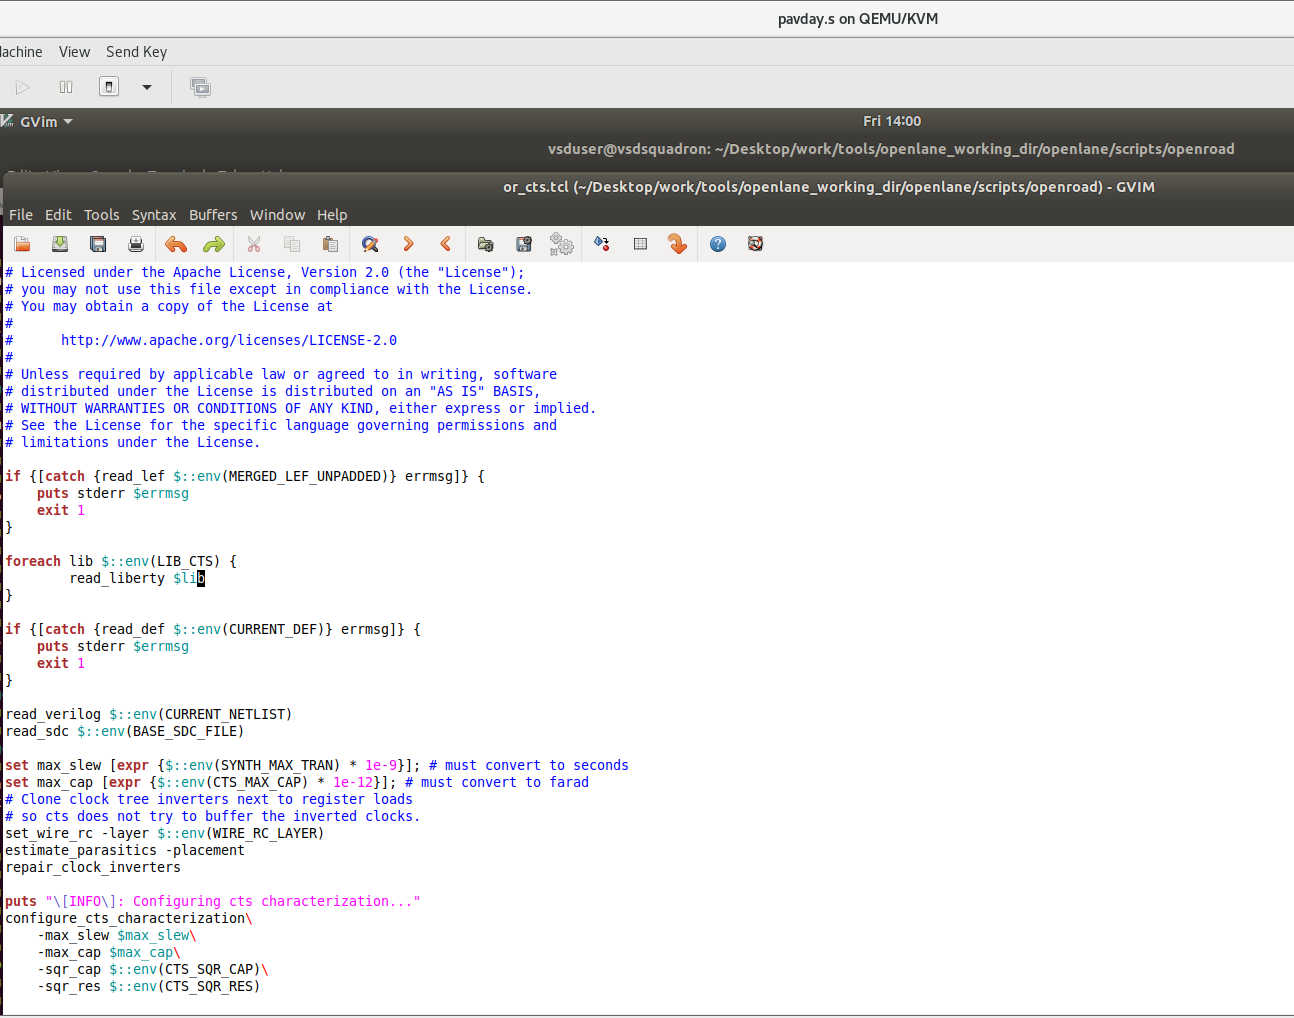 pavday.s on QEMU/KVM
Machine View Send Key
GVim Fri 14:00
vsduser@vsdsquadron: ~/Desktop/work/tools/openlane_working_dir/openlane/scripts/openroad
or_cts.tcl (~/Desktop/work/tools/openlane_working_dir/openlane/scripts/openroad) - GVIM
File Edit Tools Syntax Buffers Window Help
# Licensed under the Apache License, Version 2.0 (the "License");
# you may not use this file except in compliance with the License.
# You may obtain a copy of the License at
#
#      http://www.apache.org/licenses/LICENSE-2.0
#
# Unless required by applicable law or agreed to in writing, software
# distributed under the License is distributed on an "AS IS" BASIS,
# WITHOUT WARRANTIES OR CONDITIONS OF ANY KIND, either express or implied.
# See the License for the specific language governing permissions and
# limitations under the License.
if {[catch {read_lef $::env(MERGED_LEF_UNPADDED)} errmsg]} {
    puts stderr $errmsg
    exit 1
}
foreach lib $::env(LIB_CTS) {
        read_liberty $lib
}
if {[catch {read_def $::env(CURRENT_DEF)} errmsg]} {
    puts stderr $errmsg
    exit 1
}
read_verilog $::env(CURRENT_NETLIST)
read_sdc $::env(BASE_SDC_FILE)
set max_slew [expr {$::env(SYNTH_MAX_TRAN) * 1e-9}]; # must convert to seconds
set max_cap [expr {$::env(CTS_MAX_CAP) * 1e-12}]; # must convert to farad
# Clone clock tree inverters next to register loads
# so cts does not try to buffer the inverted clocks.
set_wire_rc -layer $::env(WIRE_RC_LAYER)
estimate_parasitics -placement
repair_clock_inverters
puts "\[INFO\]: Configuring cts characterization..."
configure_cts_characterization\
    -max_slew $max_slew\
    -max_cap $max_cap\
    -sqr_cap $::env(CTS_SQR_CAP)\
    -sqr_res $::env(CTS_SQR_RES)